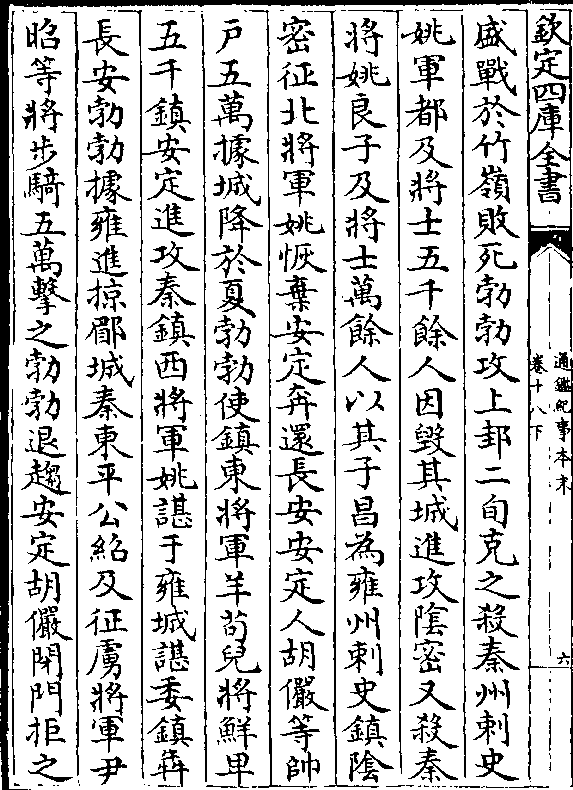 欽定四庫全書
通鑑紀事本末
卷十八下
六
盛戰於竹嶺敗死勃勃攻上邽二旬克之殺秦州刺史
姚軍都及將士五千餘人因毀其城進攻陰密又殺秦
將姚良子及將士萬餘人以其子昌為雍州刺史鎮陰
密征北將軍姚恢棄安定奔還長安安定人胡儼等帥
戶五萬據城降於夏勃勃使鎮東將軍羊茍兒將鮮卑
五千鎮安定進攻秦鎮西將軍姚諶于雍城諶委鎮犇
長安勃勃據雍進掠郿城秦東平公紹及征虜將軍尹
昭等將步騎五萬擊之勃勃退趨安定胡儼閉門拒之